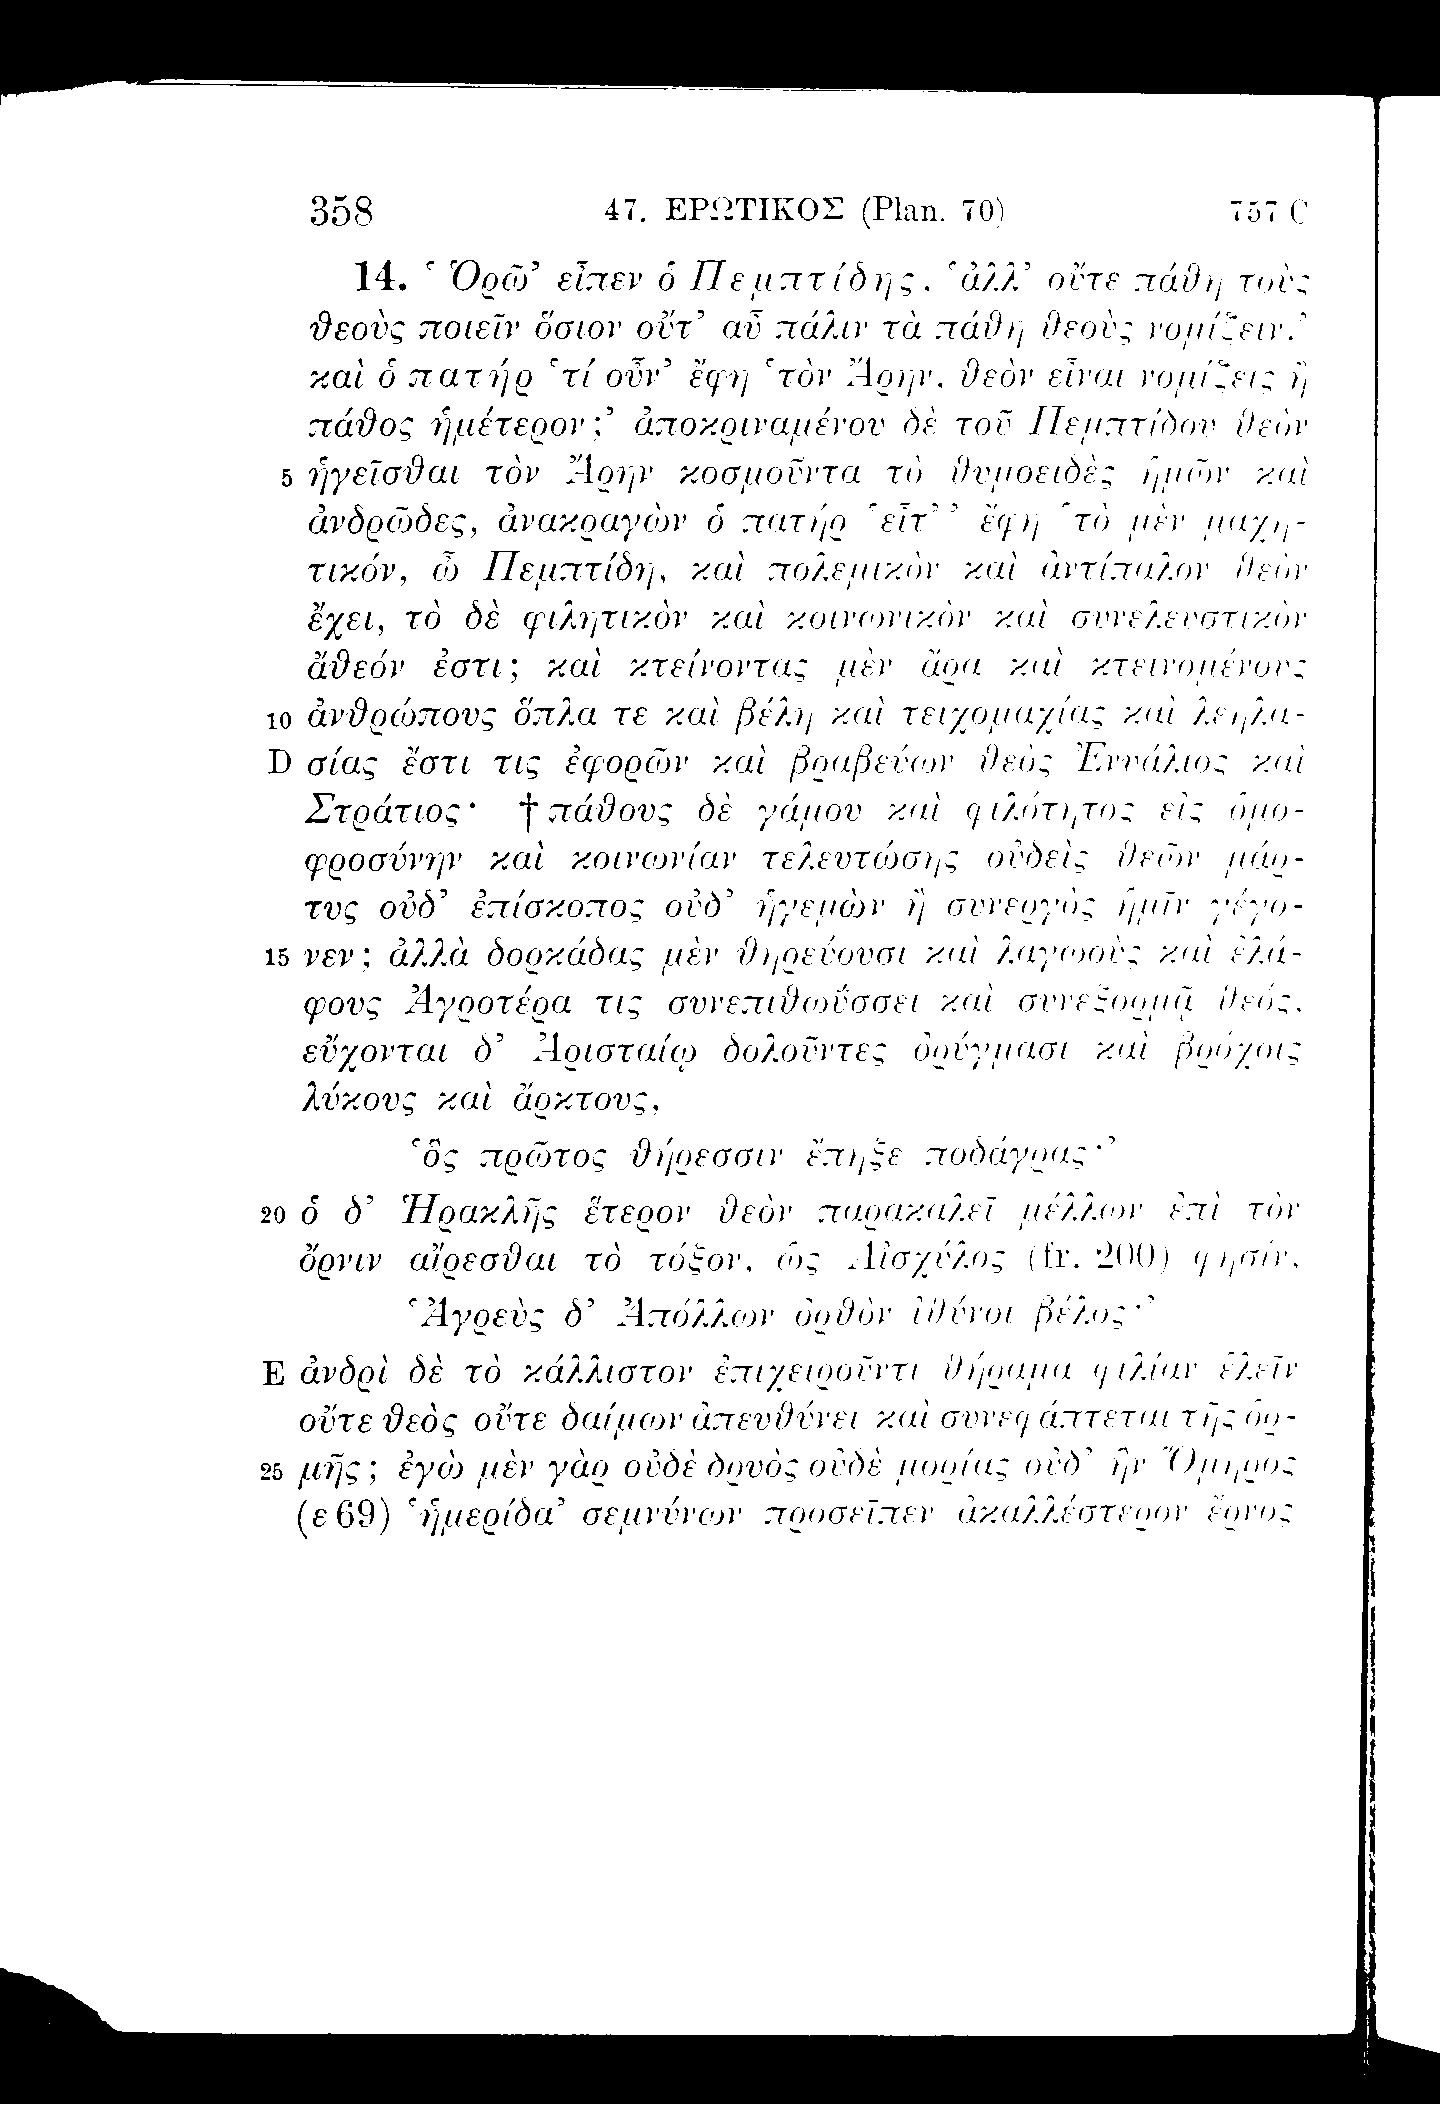 358 47. ΕΡΩΤΙΚΟΣ (Plan. 70) 757 C
14. ‘Ὁρῶ’ εἶπεν ὁ Πεμπτίδης, ‘ἀλλ’ οὔτε πάθη τοὺς
θεοὺς ποιεῖν ὅσιον οὔτ’ αὖ πάλιν τὰ πάθη θεοὺς νομίζειν.’
καὶ ὁ πατήρ ‘τί οὖν’ ἔφη ‘τὸν Ἄρην, θεὸν εἶναι νομίζεις ἢ
πάθος ἡμέτερον;’ ἀποκριναμένου δὲ τοῦ Πεμπτίδου θεὸν
5 ἡγεῖσθαι τὸν Ἄρην κοσμοῦντα τὸ θυμοειδὲς ἡμῶν καὶ
ἀνδρῶδες, ἀνακραγὼν ὁ πατήρ ‘εἶτ’’ ἔφη ‘τὸ μὲν μαχη-
τικόν, ὦ Πεμπτίδη, καὶ πολεμικὸν καὶ ἀντίπαλον θεὸν
ἔχει, τὸ δὲ φιλητικὸν καὶ κοινωνικὸν καὶ συνελευστικὸν
ἄθεόν ἐστι; καὶ κτείνοντας μὲν ἄρα καὶ κτεινομένους
10 ἀνθρώπους ὅπλα τε καὶ βέλη καὶ τειχομαχίας καὶ λεηλα-
D σίας ἔστι τις ἐφορῶν καὶ βραβεύων θεὸς Ἐνυάλιος καὶ
Στράτιος· †πάθους δὲ γάμου καὶ φιλότητος εἰς ὁμο-
φροσύνην καὶ κοινωνίαν τελευτώσης οὐδεὶς θεῶν μάρ-
τυς οὐδ’ ἐπίσκοπος οὐδ’ ἡγεμὼν ἢ συνεργὸς ἡμῖν γέγο-
15 νεν; ἀλλὰ δορκάδας μὲν θηρεύουσι καὶ λαγωοὺς καὶ ἐλά-
φους Ἀγροτέρα τις συνεπιθωΰσσει καὶ συνεξορμᾷ θεός,
εὔχονται δ’ Ἀρισταίῳ δολοῦντες ὀρύγμασι καὶ βρόχοις
λύκους καὶ ἄρκτους,
‘ὃς πρῶτος θήρεσσιν ἔπηξε ποδάγρας·’
20 ὁ δ’ Ἡρακλῆς ἕτερον θεὸν παρακαλεῖ μέλλων ἐπὶ τὸν
ὄρνιν αἴρεσθαι τὸ τόξον, ὡς Αἰσχύλος (fr. 200) φησίν,
‘Ἀγρεὺς δ’ Ἀπόλλων ὀρθὸν ἰθύνοι βέλος·’
E ἀνδρὶ δὲ τὸ κάλλιστον ἐπιχειροῦντι θήραμα φιλίαν ἑλεῖν
οὔτε θεὸς οὔτε δαίμων ἀπευθύνει καὶ συνεφάπτεται τῆς ὁρ-
25 μῆς; ἐγὼ μὲν γὰρ οὐδὲ δρυὸς οὐδὲ μορίας οὐδ’ ἣν Ὅμηρος
(ε 69) ‘ἡμερίδα’ σεμνύνων προσεῖπεν ἀκαλλέστερον ἔρνος